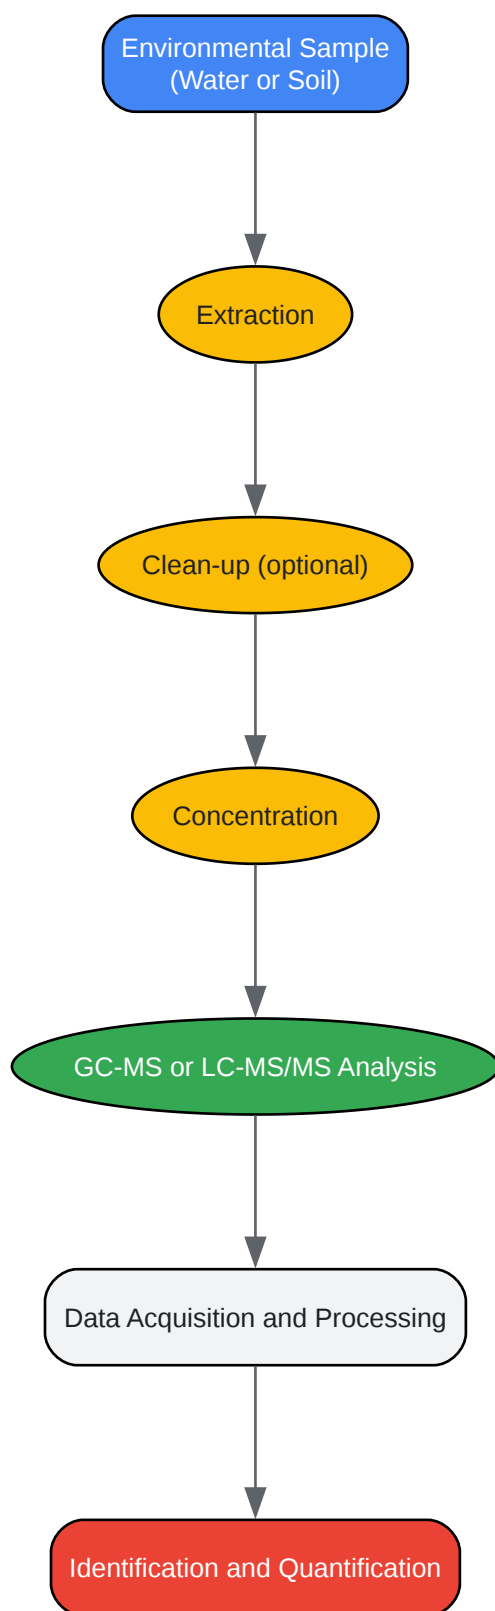 Environmental Sample
(Water or Soil)
Extraction
Clean-up (optional)
Concentration
GC-MS or LC-MS/MS Analysis
Data Acquisition and Processing
Identification and Quantification